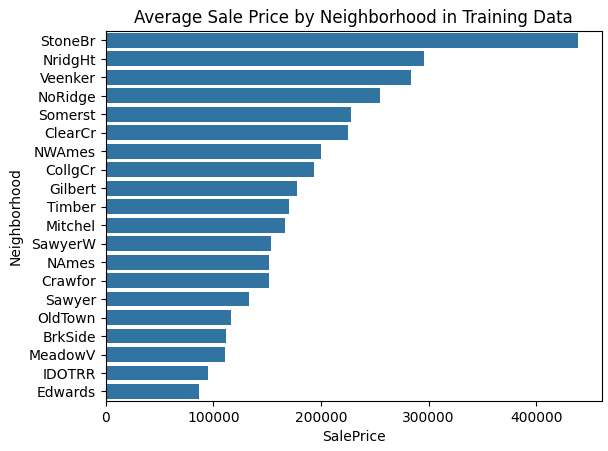 Average Sale Price by Neighborhood in Training Data
Neighborhood
StoneBr
NridgHt
Veenker
NoRidge
Somerst
ClearCr
NWAmes
CollgCr
Gilbert
Timber
Mitchel
SawyerW
NAmes
Crawfor
Sawyer
OldTown
BrkSide
MeadowV
IDOTRR
Edwards
0 100000 200000 300000 400000
SalePrice